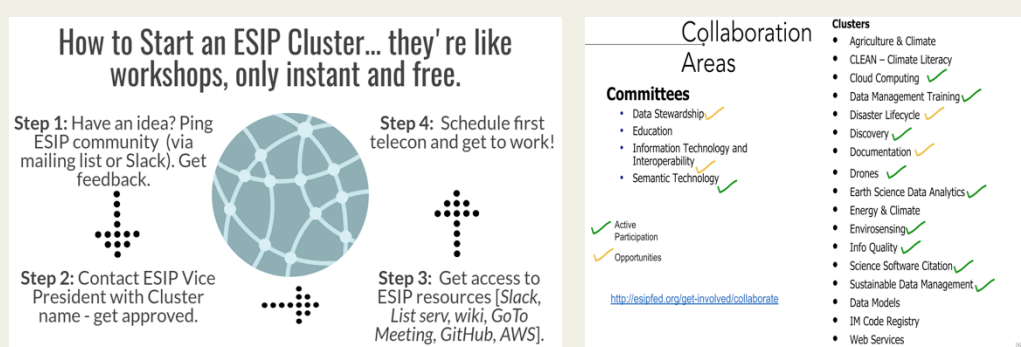 How to Start an ESIP Cluster... they're like
workshops, only instant and free.
Step 1: Have an idea? Ping
ESIP community (via
mailing list or Slack). Get
feedback.
Step 2: Contact ESIP Vice
President with Cluster
name - get approved.
Step 3: Get access to
ESIP resources [Slack,
List serv, wiki, GoTo
Meeting, GitHub, AWS].
Step 4: Schedule first
telecon and get to work!
Collaboration
Areas
Committees
Data Stewardship
Education
Information Technology and
Interoperability
Semantic Technology
Active
Participation
Opportunities
http://esipfed.org/get-involved/collaborate
Clusters
Agriculture & Climate
CLEAN – Climate Literacy
Cloud Computing
Data Management Training
Disaster Lifecycle
Discovery
Documentation
Drones
Earth Science Data Analytics
Energy & Climate
Envirosensing
Info Quality
Science Software Citation
Sustainable Data Management
Data Models
IM Code Registry
Web Services